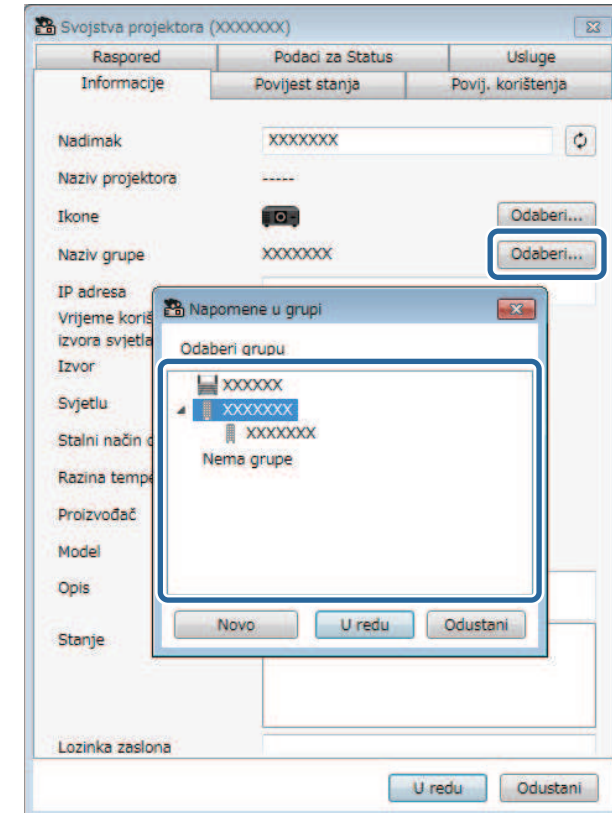 Svojstva projektora (XXXXXXX)
Raspored Podaci za Status Usluge
Informacije Povijest stanja Povij. korištenja
Nadimak XXXXXXX
Naziv projektora -----
Ikone Odaberi...
Naziv grupe XXXXXXX Odaberi...
IP adresa
Vrijeme koriš
izvora svjetla
Izvor
Svjetlu
Stalni način
Razina temp
Proizvođač
Model
Opis
Stanje
Lozinka zaslona
Napomene u grupi
Odaberi grupu
XXXXXX
XXXXXXX
XXXXXXX
Nema grupe
Novo U redu Odustani
U redu Odustani